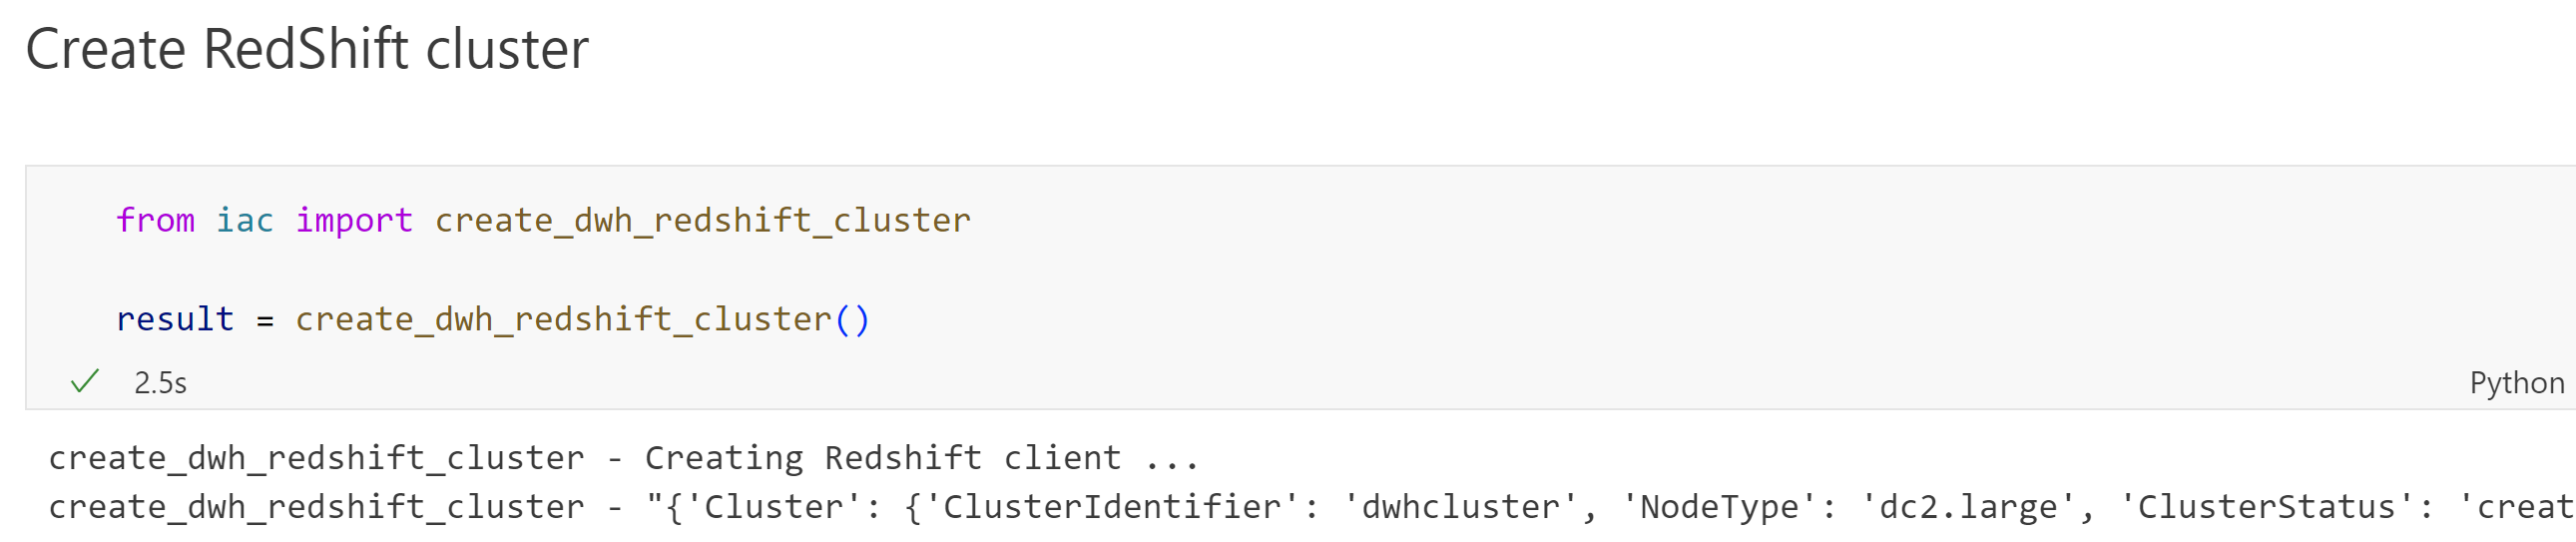 Create RedShift cluster
from iac import create_dwh_redshift_cluster
result = create_dwh_redshift_cluster()
2.5s
Python
create_dwh_redshift_cluster - Creating Redshift client ...
create_dwh_redshift_cluster - "{'Cluster': {'ClusterIdentifier': 'dwhcluster', 'NodeType': 'dc2.large', 'ClusterStatus': 'creat